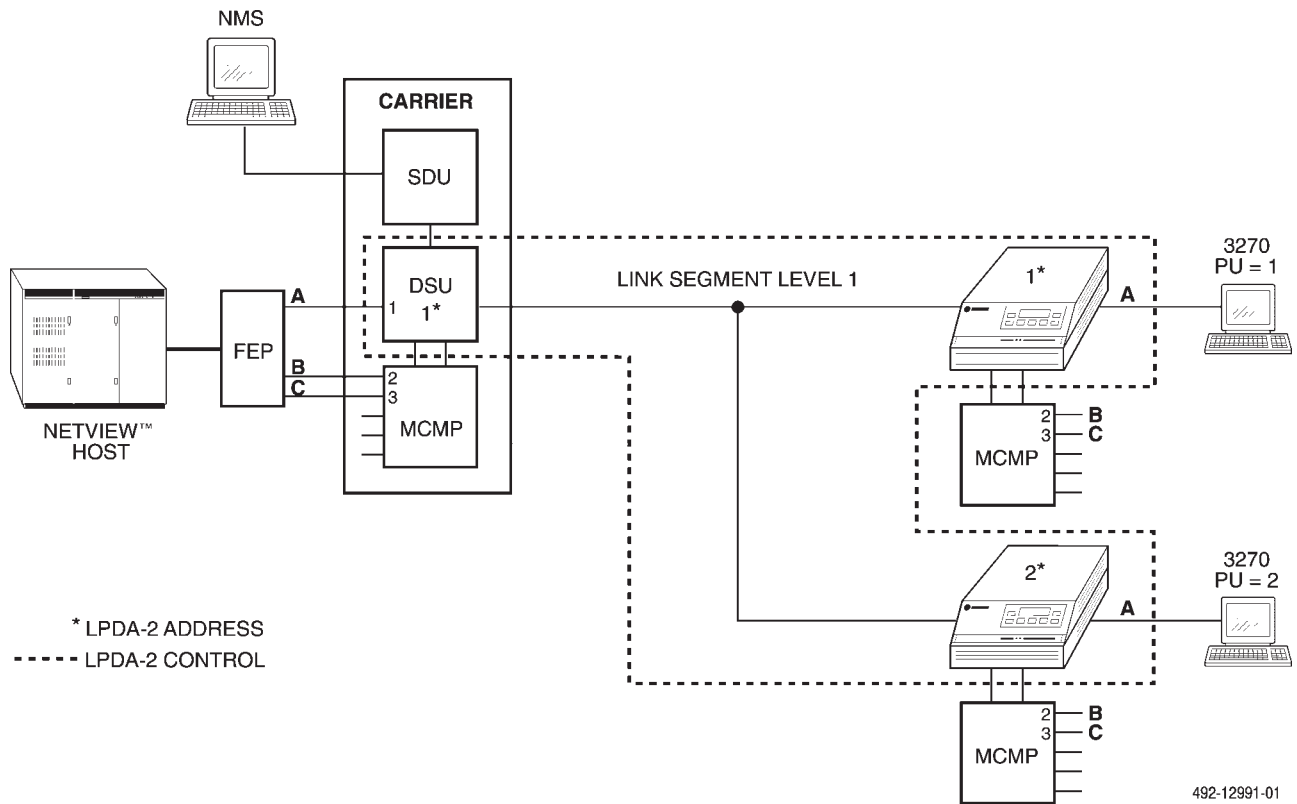 NMS
CARRIER
SDU
DSU
1*
1
LINK SEGMENT LEVEL 1
A
FEP
B
C
2
3
MCMP
NETVIEW™
HOST
1*
A
3270
PU = 1
2
B
3
C
MCMP
2*
A
3270
PU = 2
2
B
3
C
MCMP
* LPDA-2 ADDRESS
LPDA-2 CONTROL
492-12991-01